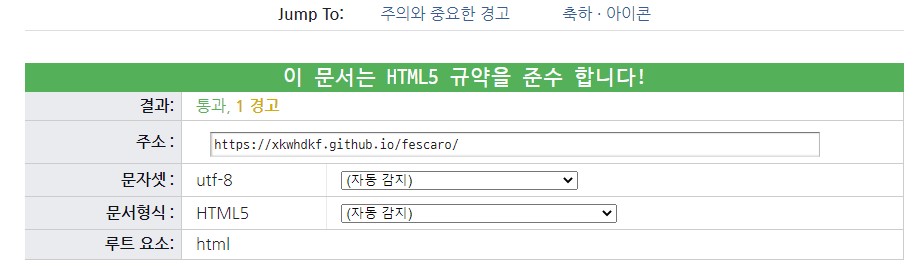 Jump To: 주의와 중요한 경고 축하 · 아이콘
이 문서는 HTML5 규약을 준수 합니다!
결과: 통과, 1 경고
주소 : https://xkwhdkf.github.io/fescaro/
문자셋 : utf-8 (자동 감지)
문서형식 : HTML5 (자동 감지)
루트 요소: html